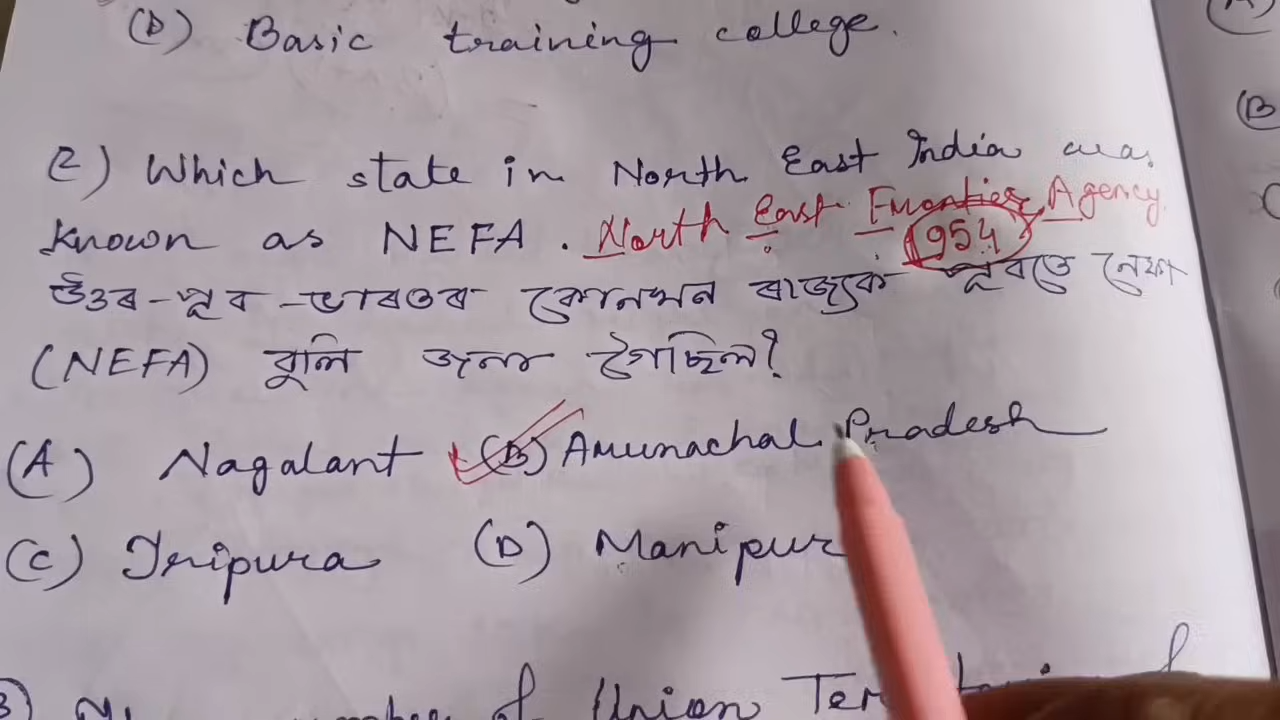 (D) Basic training college.
2) Which state in North East India was
known as NEFA. North East Frontier Agency
1954
উত্তৰ-পূব-ভাৰতৰ কোনখন ৰাজ্যক পূৰ্বতে নেফা
(NEFA) বুলি জনা গৈছিল?
(A) Nagalant (B) Arunachal Pradesh
(C) Tripura (D) Manipur
3) number of Union
(A)
(B